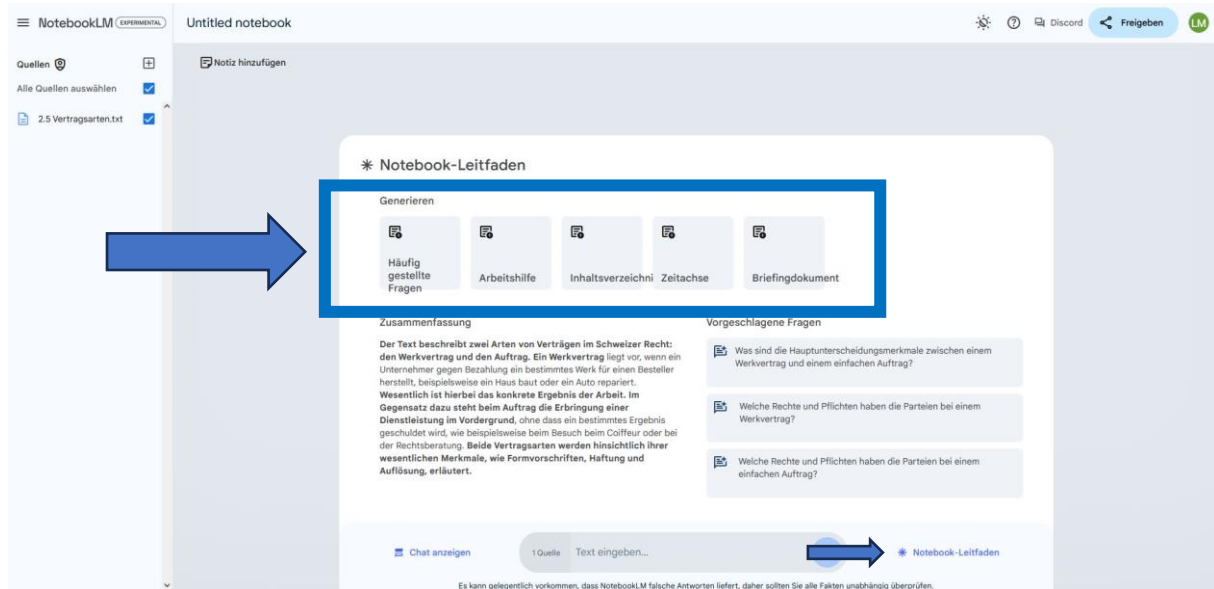 NotebookLM EXPERIMENTAL
Untitled notebook
Discord
Freigeben
LM
Quellen
Alle Quellen auswählen
2.5 Vertragsarten.txt
Notiz hinzufügen
Notebook-Leitfaden
Generieren
Häufig
gestellte
Fragen
Arbeitshilfe
Inhaltsverzeichni
Zeitachse
Briefingdokument
Zusammenfassung
Der Text beschreibt zwei Arten von Verträgen im Schweizer Recht:
den Werkvertrag und den Auftrag. Ein Werkvertrag liegt vor, wenn ein
Unternehmer gegen Bezahlung ein bestimmtes Werk für einen Besteller
herstellt, beispielsweise ein Haus baut oder ein Auto repariert.
Wesentlich ist hierbei das konkrete Ergebnis der Arbeit. Im
Gegensatz dazu steht beim Auftrag die Erbringung einer
Dienstleistung im Vordergrund, ohne dass ein bestimmtes Ergebnis
geschuldet wird, wie beispielsweise beim Besuch beim Coiffeur oder bei
der Rechtsberatung. Beide Vertragsarten werden hinsichtlich ihrer
wesentlichen Merkmale, wie Formvorschriften, Haftung und
Auflösung, erläutert.
Vorgeschlagene Fragen
Was sind die Hauptunterscheidungsmerkmale zwischen einem
Werkvertrag und einem einfachen Auftrag?
Welche Rechte und Pflichten haben die Parteien bei einem
Werkvertrag?
Welche Rechte und Pflichten haben die Parteien bei einem
einfachen Auftrag?
Chat anzeigen
1 Quelle
Text eingeben...
Notebook-Leitfaden
Es kann gelegentlich vorkommen, dass NotebookLM falsche Antworten liefert, daher sollten Sie alle Fakten unabhängig überprüfen.